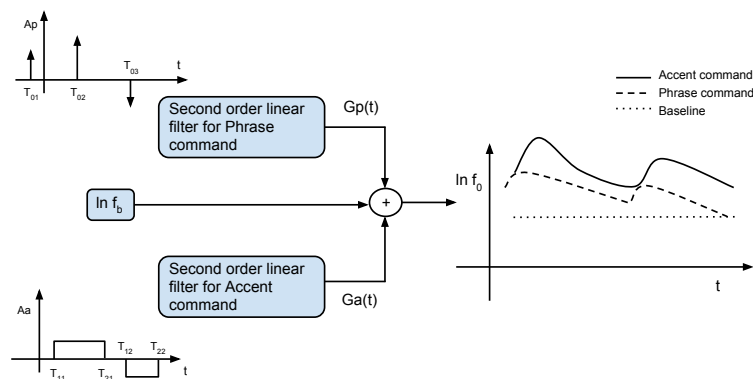 Ap
T03
t
T01
T02
Second order linear
filter for Phrase
command
Gp(t)
ln fb
+
Second order linear
filter for Accent
command
Ga(t)
Aa
T12
T22
T11
T21
t
Accent command
Phrase command
Baseline
ln f0
t